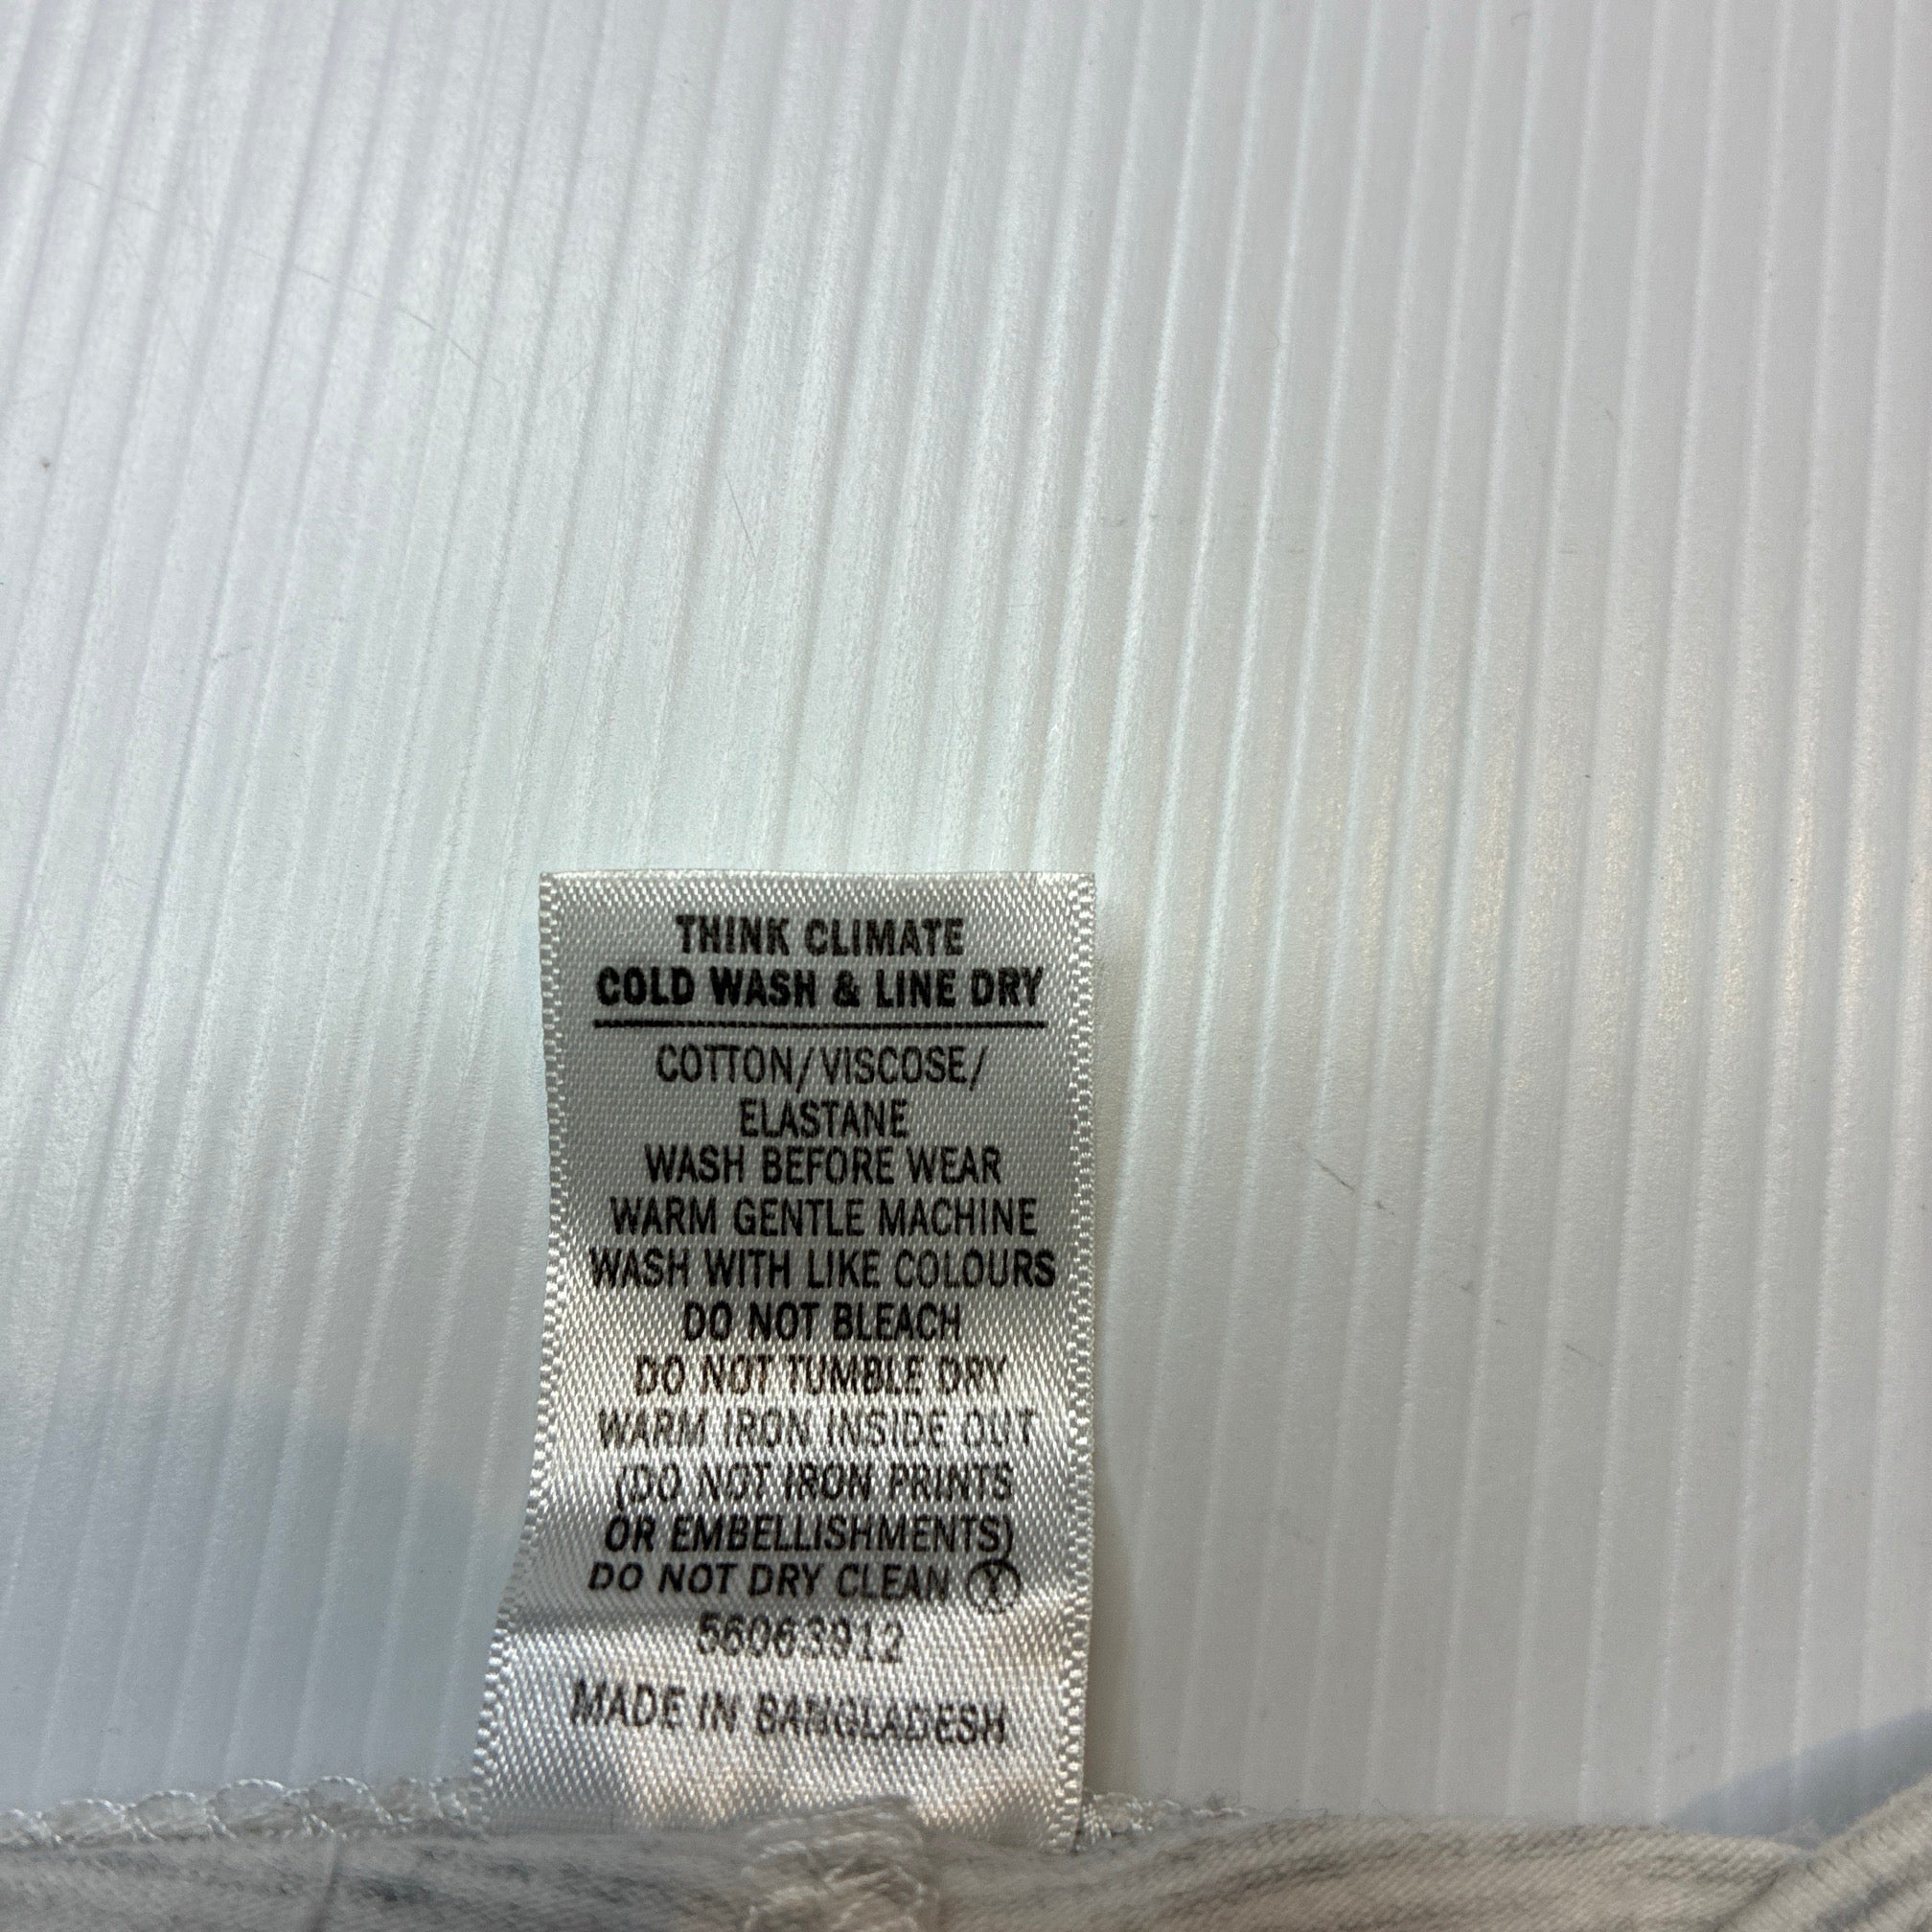 THINK CLIMATE
COLD WASH & LINE DRY
COTTON/VISCOSE/
ELASTANE
WASH BEFORE WEAR
WARM GENTLE MACHINE
WASH WITH LIKE COLOURS
DO NOT BLEACH
DO NOT TUMBLE DRY
WARM IRON INSIDE OUT
(DO NOT IRON PRINTS
OR EMBELLISHMENTS)
DO NOT DRY CLEAN Ⓨ
56063912
MADE IN BANGLADESH